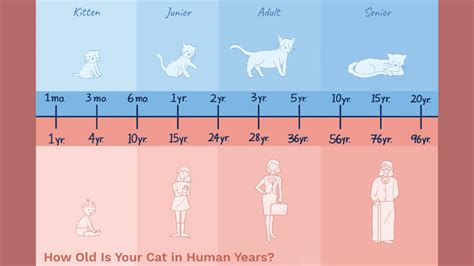 Kitten Junior Adult Senior
1 mo. 3 mo. 6 mo. 1 yr. 2 yr. 3 yr. 5 yr. 10 yr. 15 yr. 20 yr.
1 yr. 4 yr. 10 yr. 15 yr. 24 yr. 28 yr. 36 yr. 56 yr. 76 yr. 96 yr.
How Old Is Your Cat in Human Years?